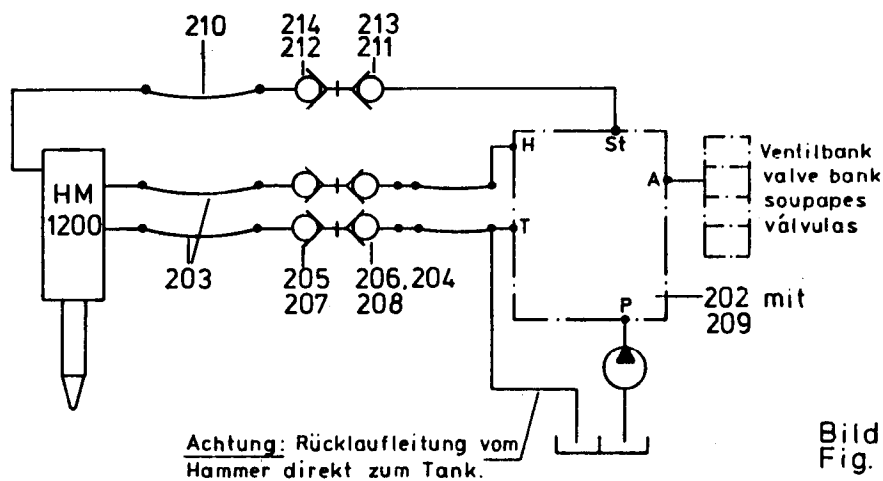 210
214
212
213
211
H
St
A
Ventilbank
valve bank
soupapes
válvulas
HM
1200
T
203
205
207
206,204
208
P
202 mit
209
Achtung: Rücklaufleitung vom
Hammer direkt zum Tank.
Bild
Fig.